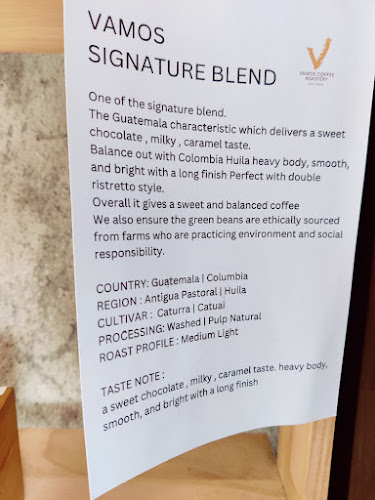 VAMOS
SIGNATURE BLEND
VAMOS COFFEE
ROASTERY
One of the signature blend.
The Guatemala characteristic which delivers a sweet
chocolate , milky , caramel taste.
Balance out with Colombia Huila heavy body, smooth,
and bright with a long finish Perfect with double
ristretto style.
Overall it gives a sweet and balanced coffee
We also ensure the green beans are ethically sourced
from farms who are practicing environment and social
responsibility.
COUNTRY: Guatemala | Columbia
REGION : Antigua Pastoral | Huila
CULTIVAR : Caturra | Catuai
PROCESSING: Washed | Pulp Natural
ROAST PROFILE : Medium Light
TASTE NOTE :
a sweet chocolate , milky , caramel taste. heavy body,
smooth, and bright with a long finish